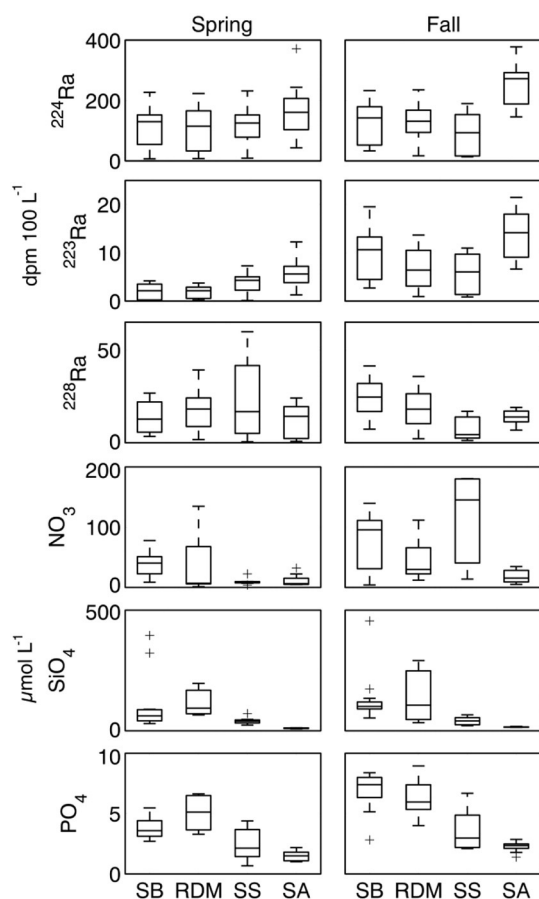 Spring Fall
400
200
0
²²⁴Ra
20
10
0
²²³Ra
dpm 100 L⁻¹
50
0
²²⁸Ra
200
100
0
NO₃
500
0
SiO₄
µmol L⁻¹
10
5
0
PO₄
SB RDM SS SA SB RDM SS SA